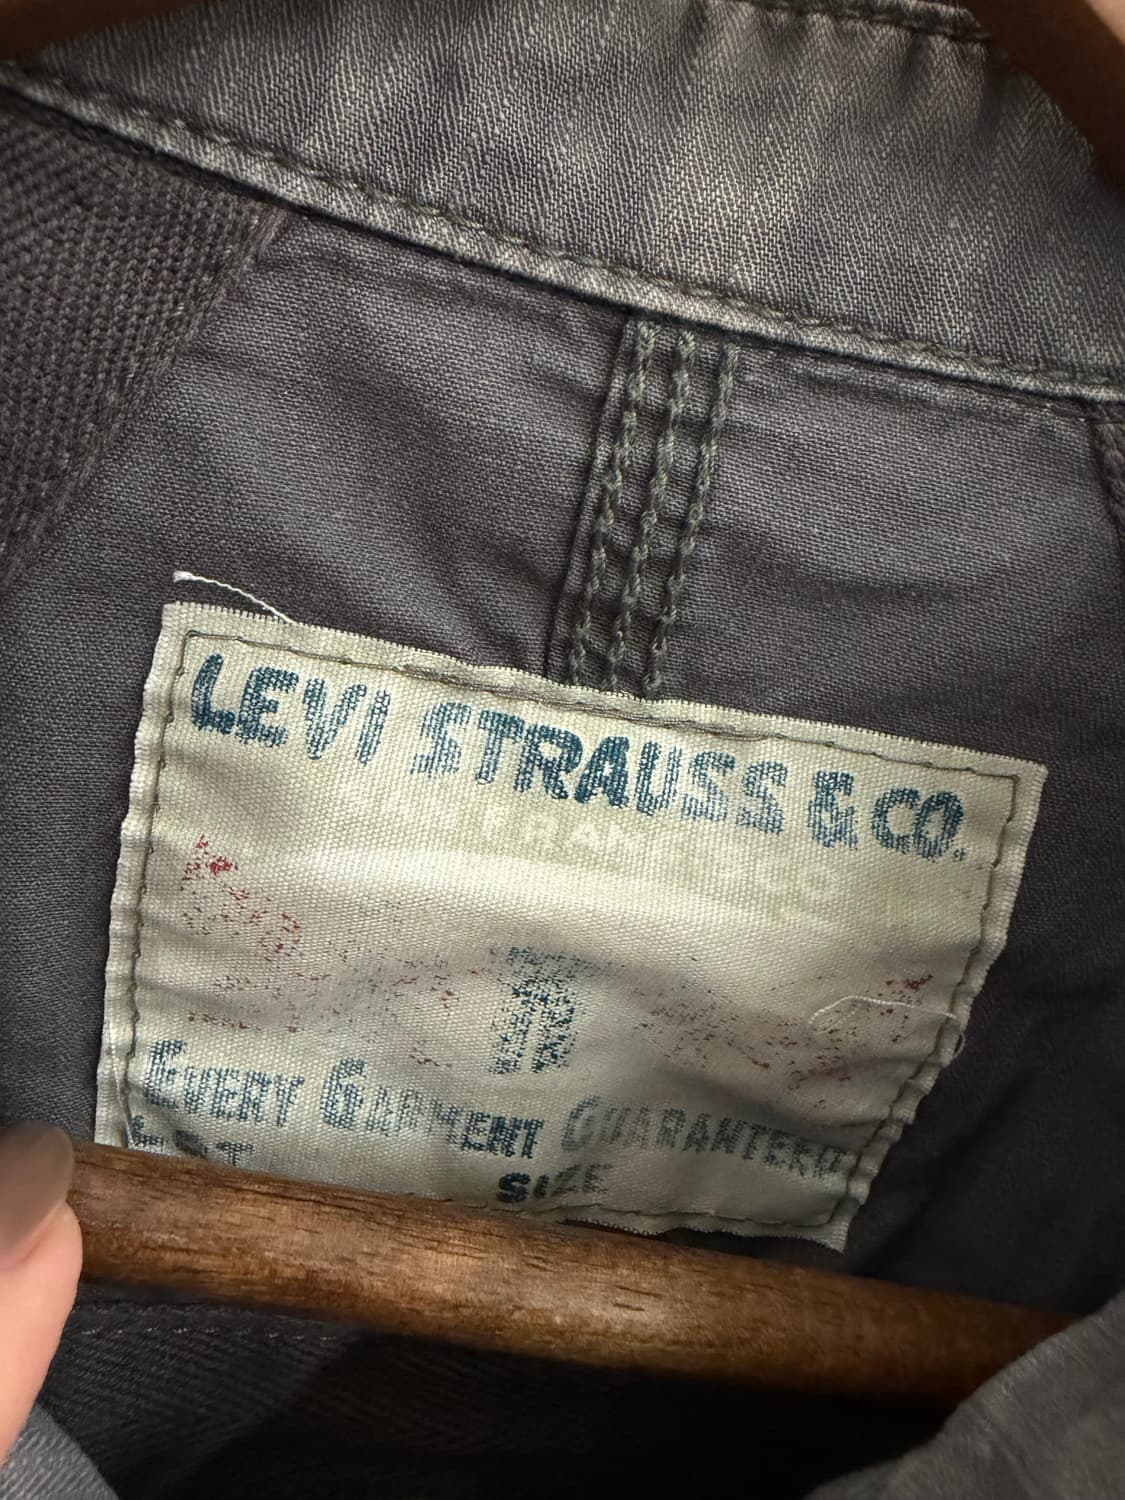 LEVI STRAUSS & CO.
EVERY GARMENT GUARANTEED
SIZE